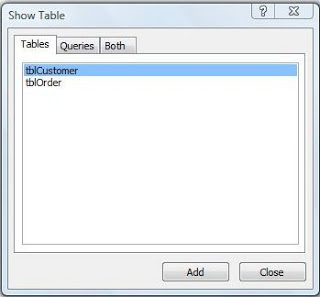 Show Table
Tables Queries Both
tblCustomer
tblOrder
Add Close